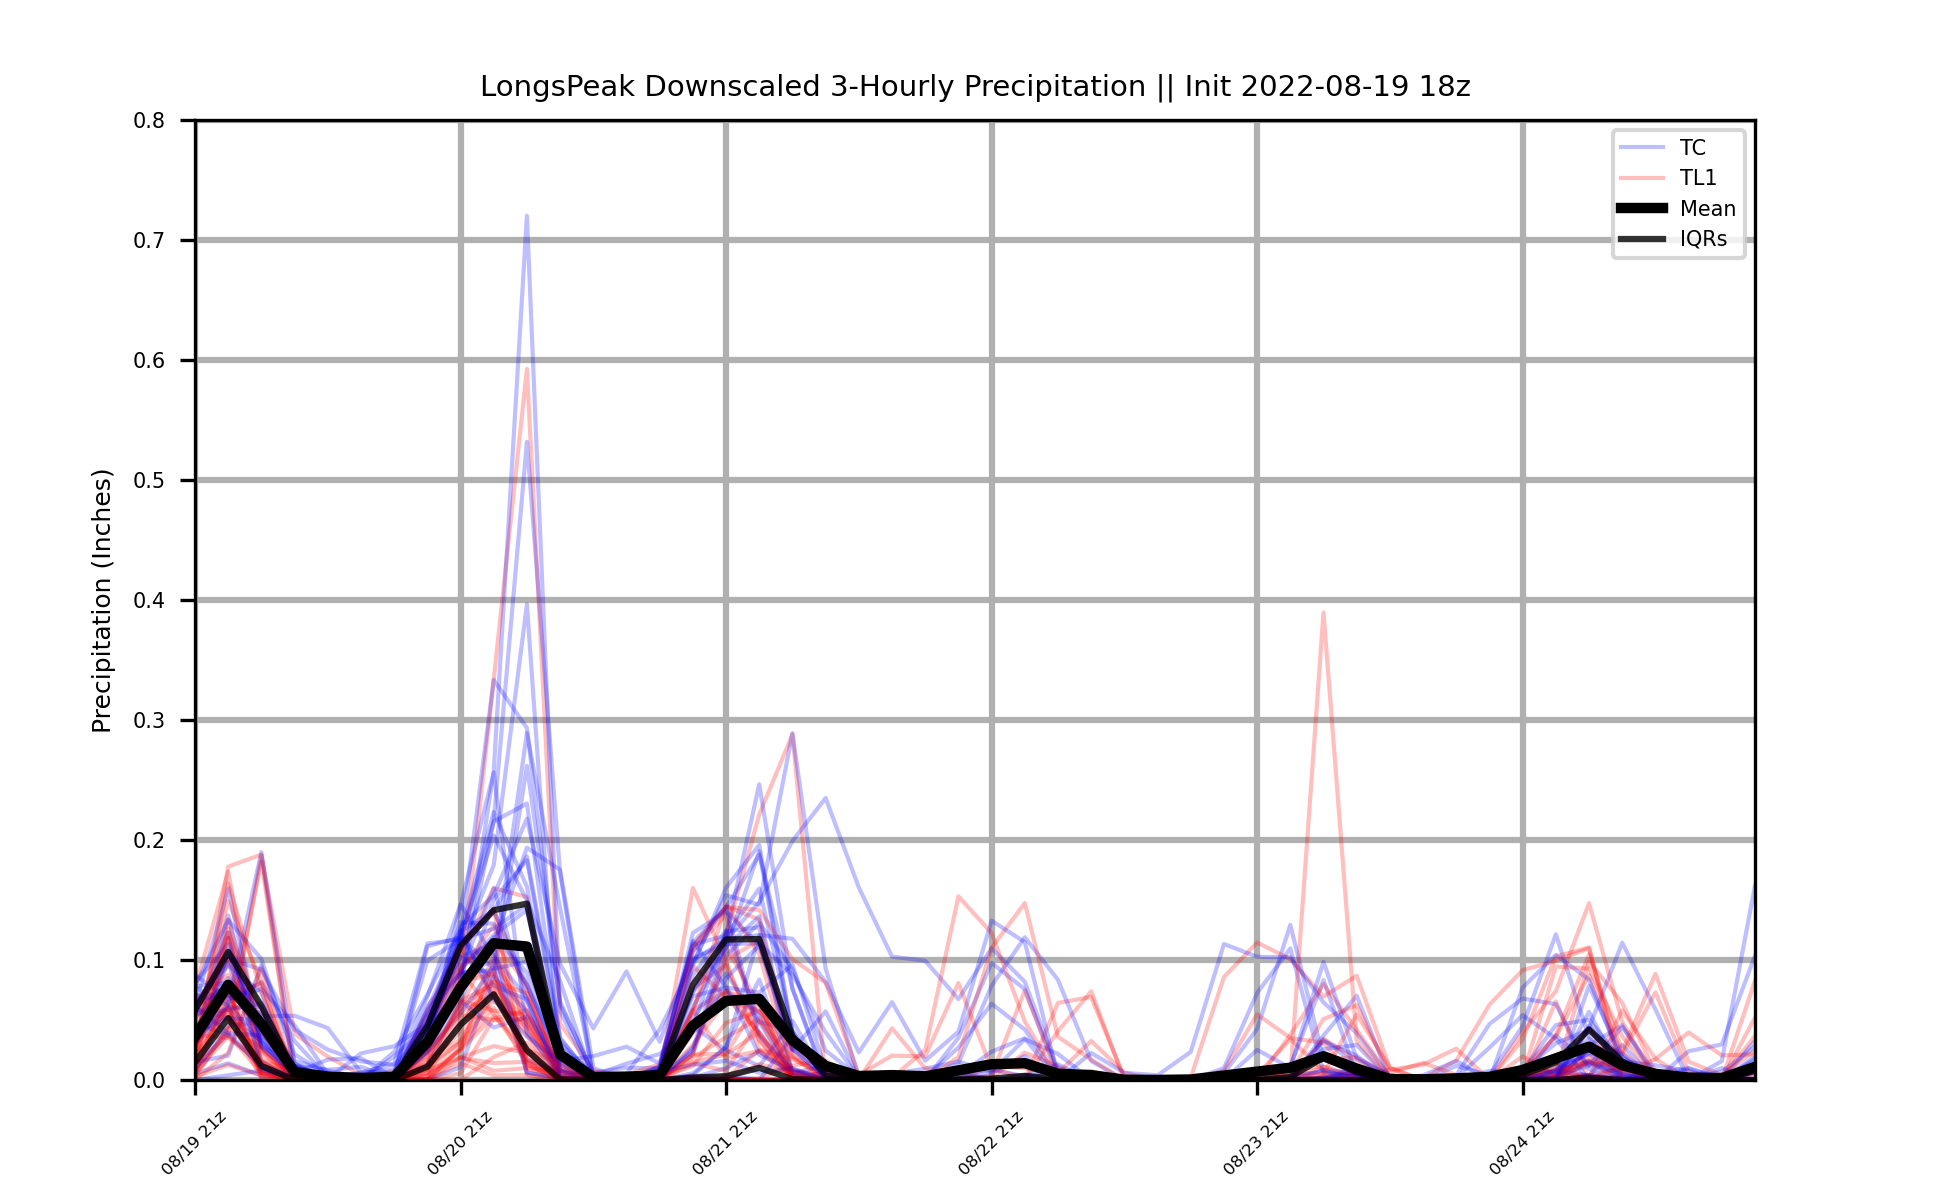 LongsPeak Downscaled 3-Hourly Precipitation || Init 2022-08-19 18z
TC
TL1
Mean
IQRs
Precipitation (Inches)
0.8
0.7
0.6
0.5
0.4
0.3
0.2
0.1
0.0
08/19 21z
08/20 21z
08/21 21z
08/22 21z
08/23 21z
08/24 21z